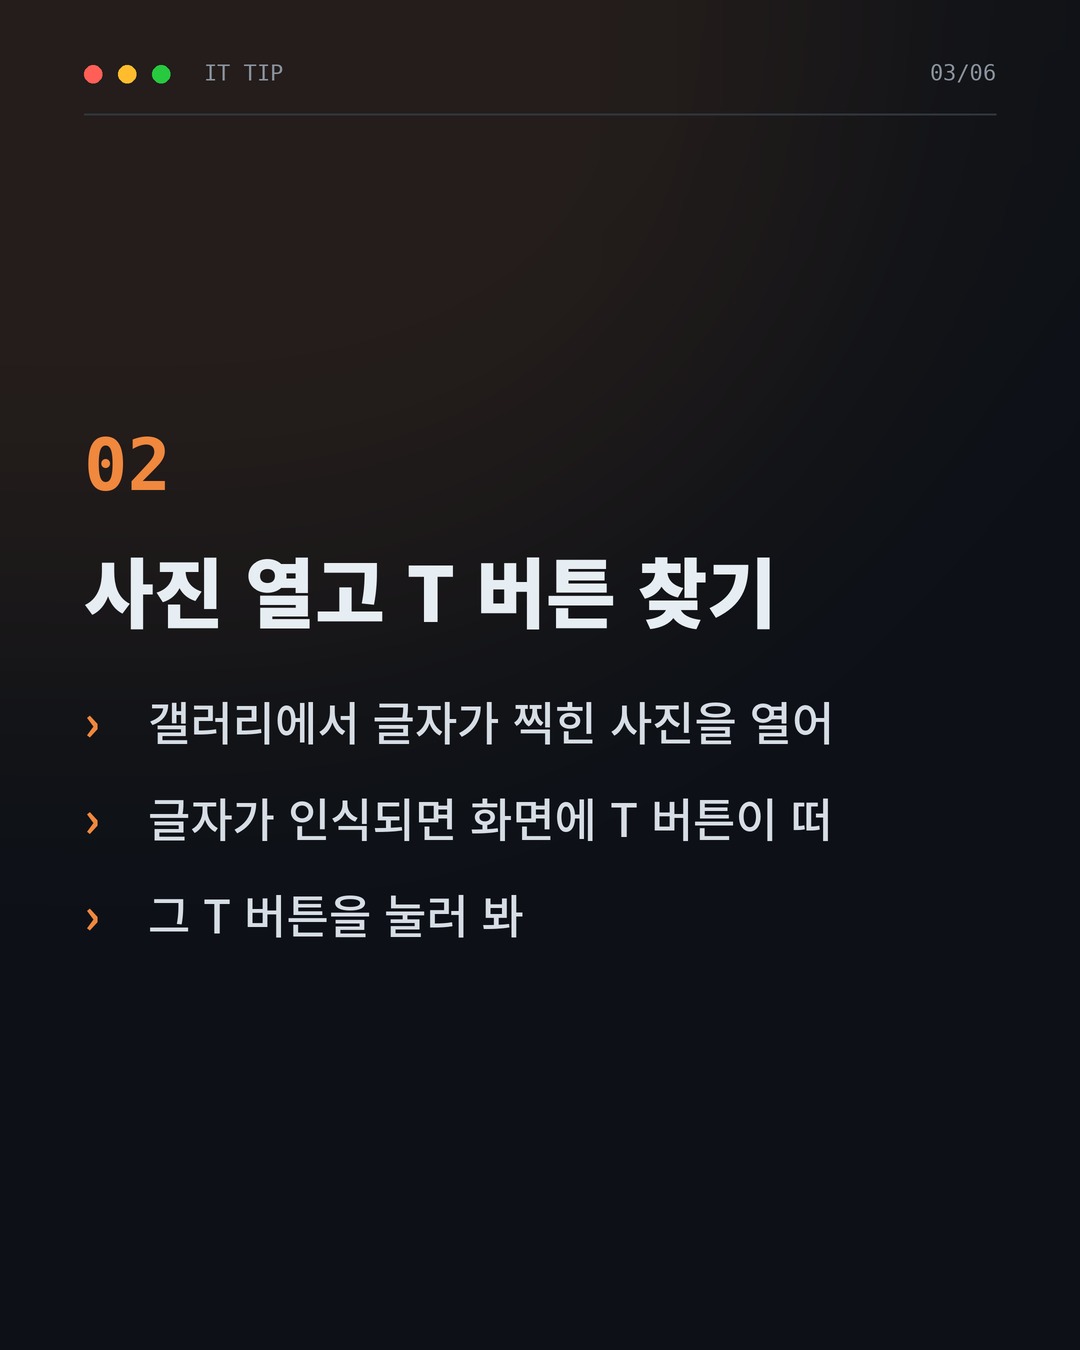 IT TIP 03/06
02
사진 열고 T 버튼 찾기
› 갤러리에서 글자가 찍힌 사진을 열어
› 글자가 인식되면 화면에 T 버튼이 떠
› 그 T 버튼을 눌러 봐